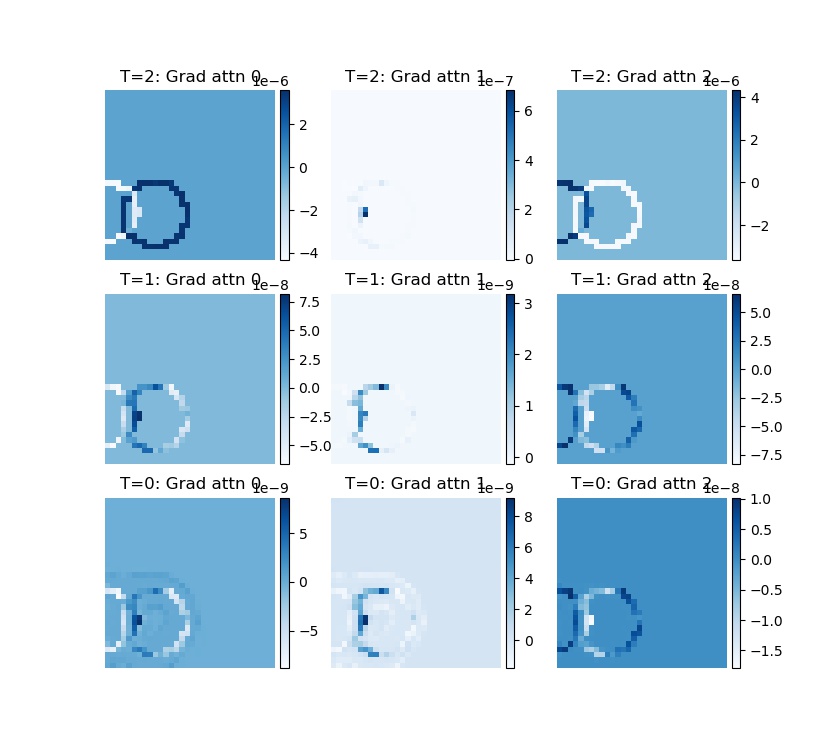 T=2: Grad attn 0
1e−6
2
0
−2
−4
T=2: Grad attn 1
1e−7
6
4
2
0
T=2: Grad attn 2
1e−6
4
2
0
−2
T=1: Grad attn 0
1e−8
7.5
5.0
2.5
0.0
−2.5
−5.0
T=1: Grad attn 1
1e−9
3
2
1
0
T=1: Grad attn 2
1e−8
5.0
2.5
0.0
−2.5
−5.0
−7.5
T=0: Grad attn 0
1e−9
5
0
−5
T=0: Grad attn 1
1e−9
8
6
4
2
0
T=0: Grad attn 2
1e−8
1.0
0.5
0.0
−0.5
−1.0
−1.5